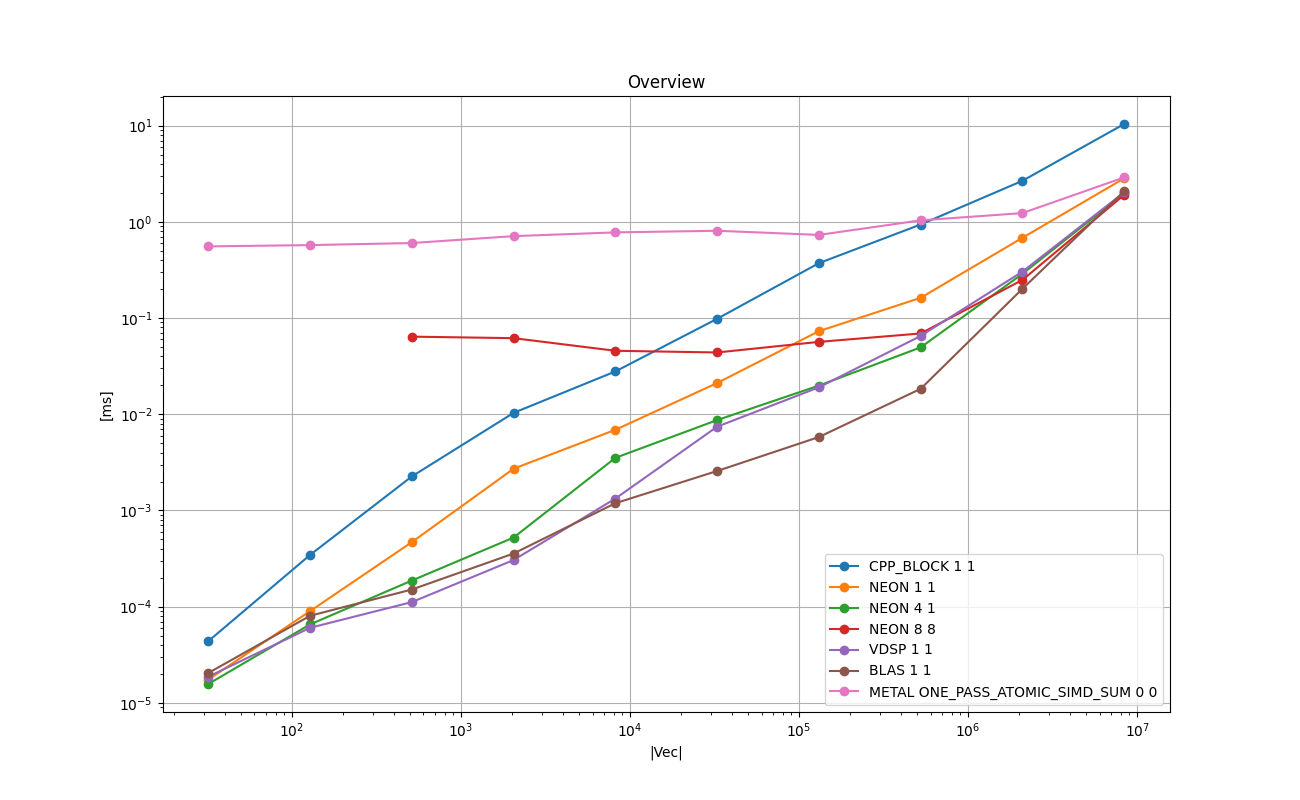 Overview
10¹
10⁰
10⁻¹
10⁻²
10⁻³
10⁻⁴
10⁻⁵
[ms]
CPP_BLOCK 1 1
NEON 1 1
NEON 4 1
NEON 8 8
VDSP 1 1
BLAS 1 1
METAL ONE_PASS_ATOMIC_SIMD_SUM 0 0
10² 10³ 10⁴ 10⁵ 10⁶ 10⁷
|Vec|